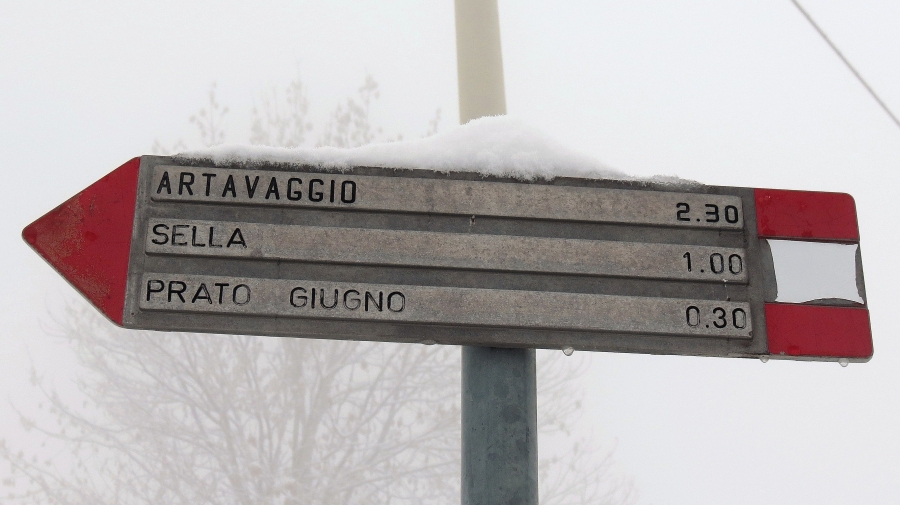 ARTAVAGGIO 2.30
SELLA 1.00
PRATO GIUGNO 0.30